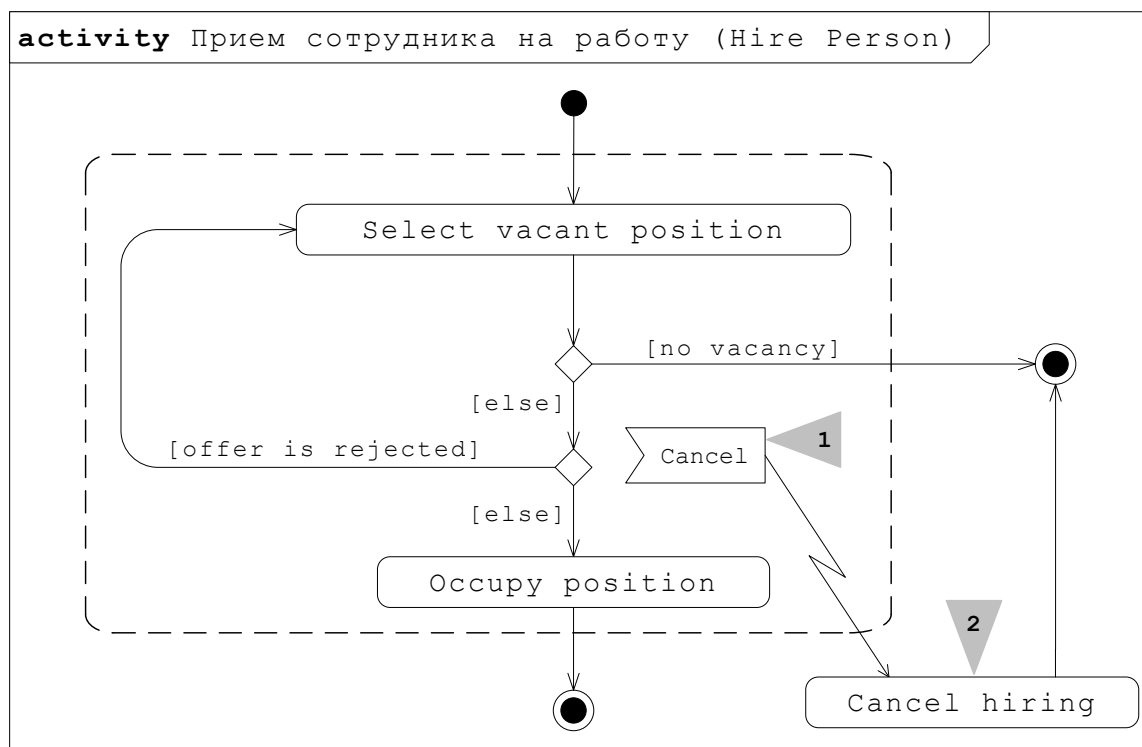 activity Прием сотрудника на работу (Hire Person)
Select vacant position
[no vacancy]
[else]
[offer is rejected]
Cancel
1
[else]
Occupy position
2
Cancel hiring